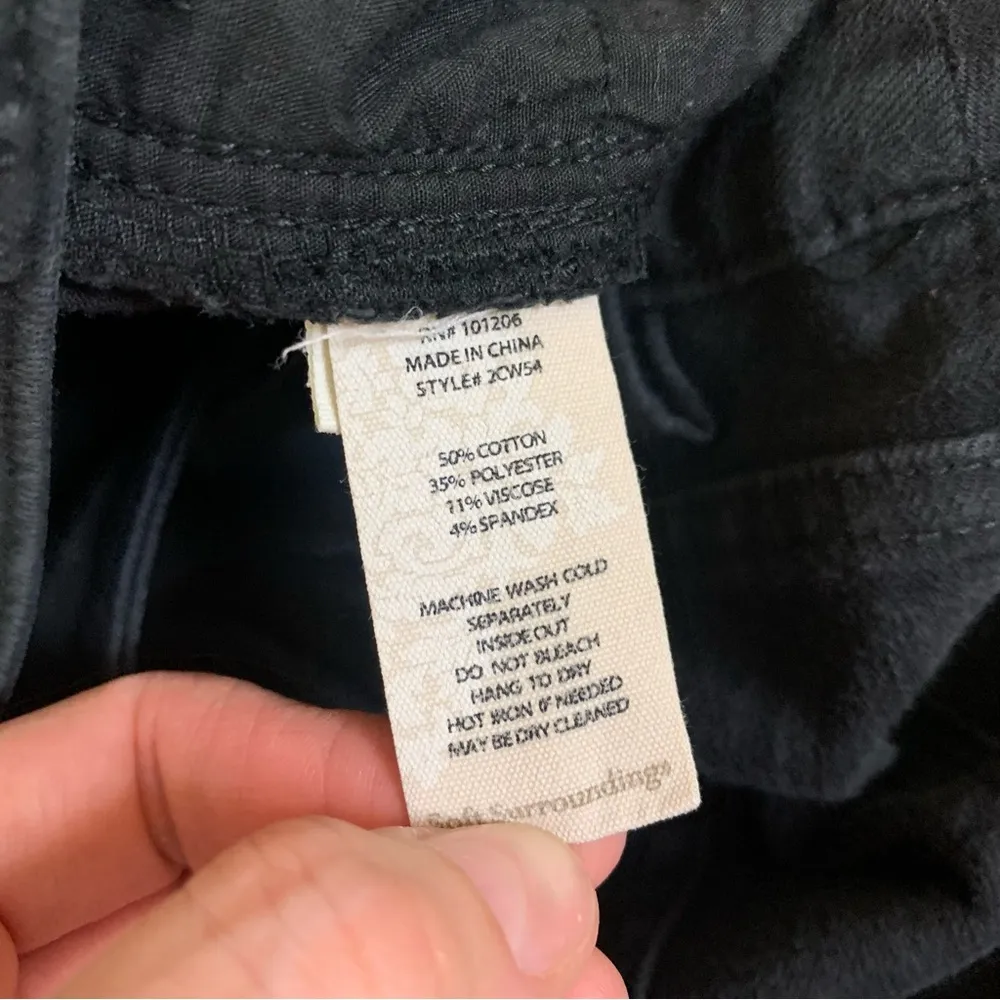 RN# 101206
MADE IN CHINA
STYLE# 2CW54
50% COTTON
35% POLYESTER
11% VISCOSE
4% SPANDEX
MACHINE WASH COLD
SEPARATELY
INSIDE OUT
DO NOT BLEACH
HANG TO DRY
HOT IRON IF NEEDED
MAY BE DRY CLEANED
Soft Surroundings